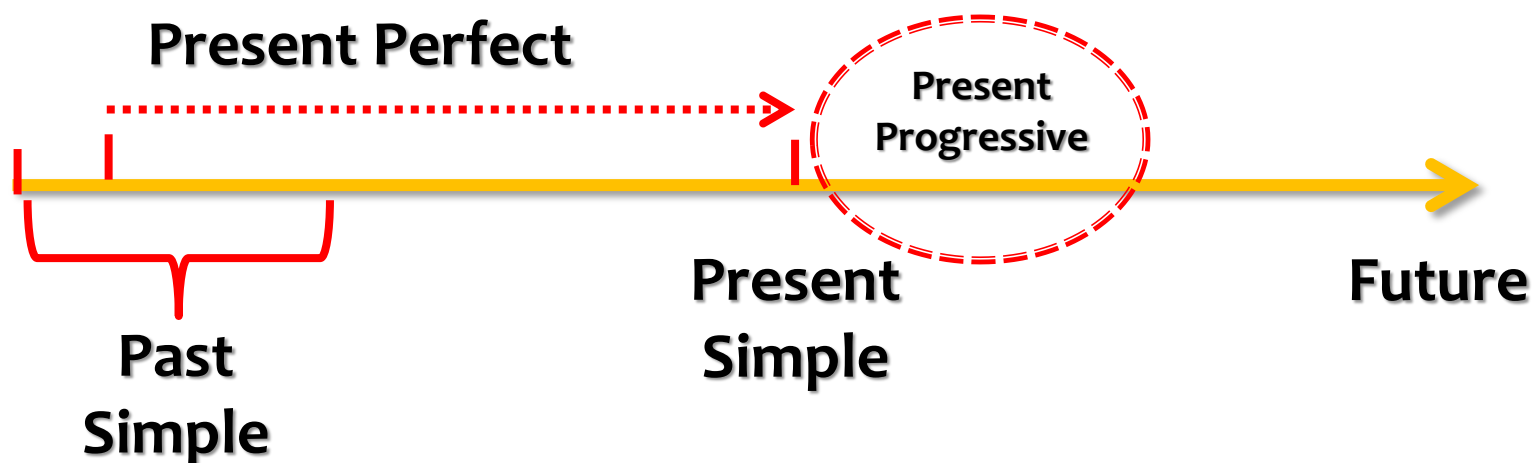 Present Perfect
Present
Progressive
Present
Simple
Future
Past
Simple